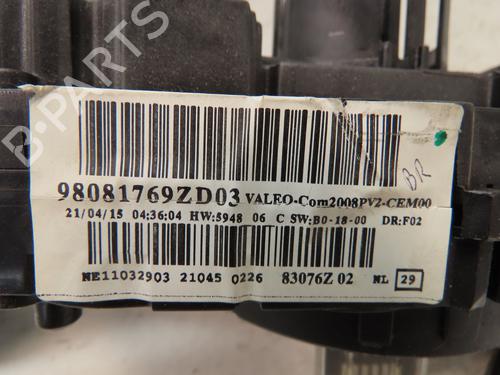 B-PARTS
98081769ZD03 VALEO-Com2008PV2-CEM00
21/04/15 04:36:04 HW:5948 06 C SW:B0-18-00 DR:F02
BR
NE11032903 21045 0226 83076Z 02 NL 29